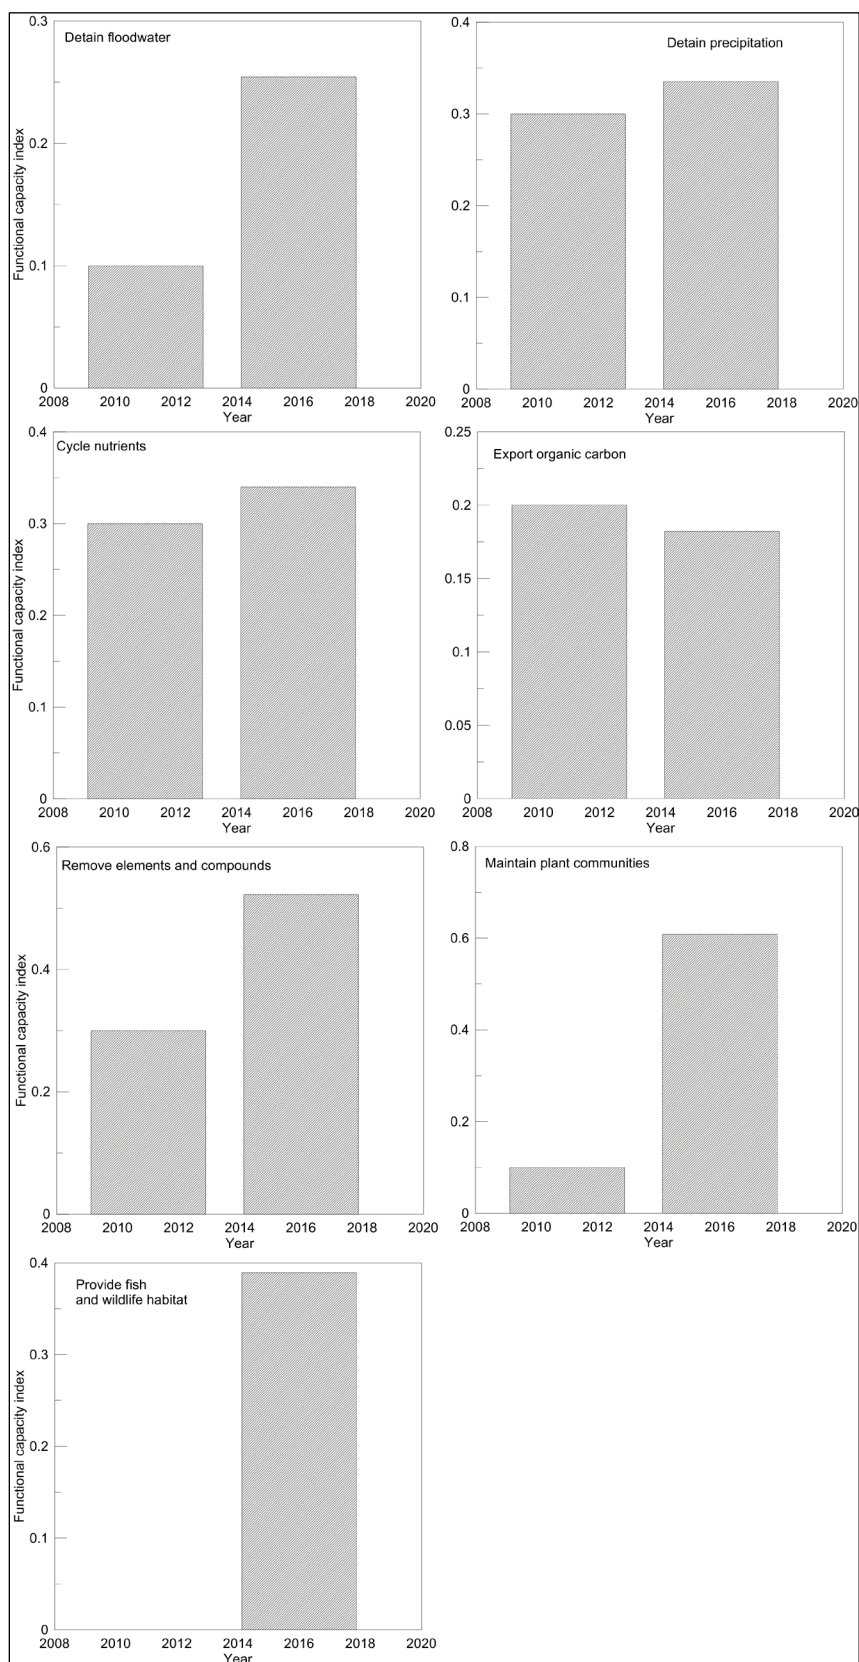 Detain floodwater
Functional capacity index
0.3
0.2
0.1
0
2008 2010 2012 2014 2016 2018 2020
Year
Detain precipitation
0.4
0.3
0.2
0.1
0
2008 2010 2012 2014 2016 2018 2020
Year
Cycle nutrients
Functional capacity index
0.4
0.3
0.2
0.1
0
2008 2010 2012 2014 2016 2018 2020
Year
Export organic carbon
0.25
0.2
0.15
0.1
0.05
0
2008 2010 2012 2014 2016 2018 2020
Year
Remove elements and compounds
Functional capacity index
0.6
0.4
0.2
0
2008 2010 2012 2014 2016 2018 2020
Year
Maintain plant communities
0.8
0.6
0.4
0.2
0
2008 2010 2012 2014 2016 2018 2020
Year
Provide fish
and wildlife habitat
Functional capacity index
0.4
0.3
0.2
0.1
0
2008 2010 2012 2014 2016 2018 2020
Year